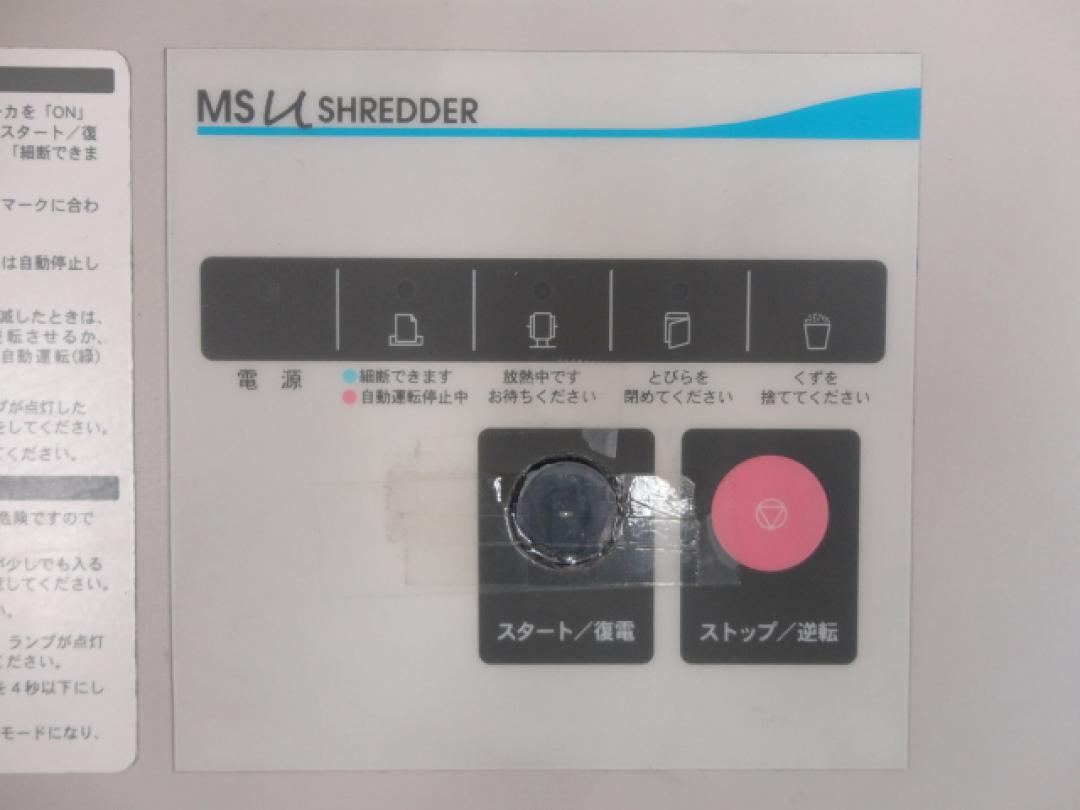 MS u SHREDDER
電源
細断できます
自動運転停止中
放熱中です
お待ちください
とびらを
閉めてください
くずを
捨ててください
スタート／復電
ストップ／逆転
カを「ON」
スタート／復
「細断できま
マークに合わ
は自動停止し
滅したときは、
転させるか、
自動運転(緑)
プが点灯した
をしてください。
ください。
危険ですので
が少しでも入る
してください。
い。
ランプが点灯
ださい。
を4秒以下にし
モードになり、